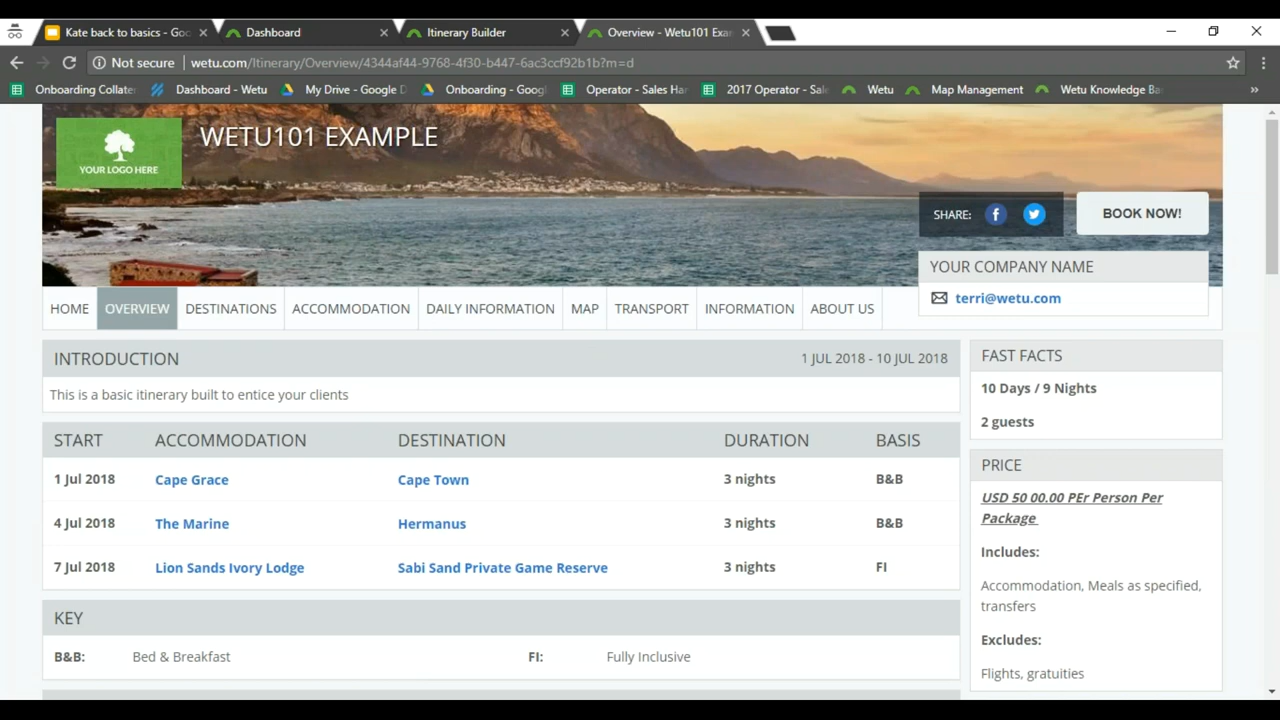 Kate back to basics - Goo
Dashboard
Itinerary Builder
Overview - Wetu101 Exa
Not secure | wetu.com/Itinerary/Overview/4344af44-9768-4f30-b447-6ac3ccf92b1b?m=d
Onboarding Collate Dashboard - Wetu My Drive - Google D Onboarding - Googl Operator - Sales Har 2017 Operator - Sale Wetu Map Management Wetu Knowledge Ba »
YOUR LOGO HERE
WETU101 EXAMPLE
SHARE:
BOOK NOW!
YOUR COMPANY NAME
terri@wetu.com
HOME OVERVIEW DESTINATIONS ACCOMMODATION DAILY INFORMATION MAP TRANSPORT INFORMATION ABOUT US
INTRODUCTION 1 JUL 2018 - 10 JUL 2018
This is a basic itinerary built to entice your clients
START ACCOMMODATION DESTINATION DURATION BASIS
1 Jul 2018 Cape Grace Cape Town 3 nights B&B
4 Jul 2018 The Marine Hermanus 3 nights B&B
7 Jul 2018 Lion Sands Ivory Lodge Sabi Sand Private Game Reserve 3 nights FI
KEY
B&B: Bed & Breakfast FI: Fully Inclusive
FAST FACTS
10 Days / 9 Nights
2 guests
PRICE
USD 50 00.00 PEr Person Per
Package
Includes:
Accommodation, Meals as specified,
transfers
Excludes:
Flights, gratuities